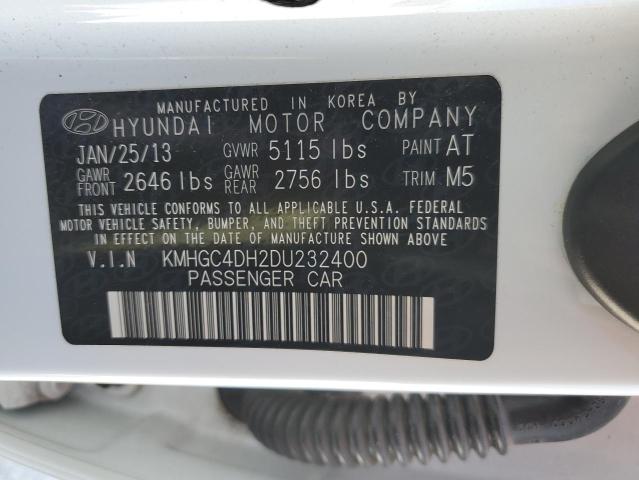 MANUFACTURED IN KOREA BY
HYUNDAI MOTOR COMPANY
JAN/25/13 GVWR 5115 lbs PAINT AT
GAWR FRONT 2646 lbs GAWR REAR 2756 lbs TRIM M5
THIS VEHICLE CONFORMS TO ALL APPLICABLE U.S.A. FEDERAL
MOTOR VEHICLE SAFETY, BUMPER, AND THEFT PREVENTION STANDARDS
IN EFFECT ON THE DATE OF MANUFACTURE SHOWN ABOVE
V.I.N KMHGC4DH2DU232400
PASSENGER CAR